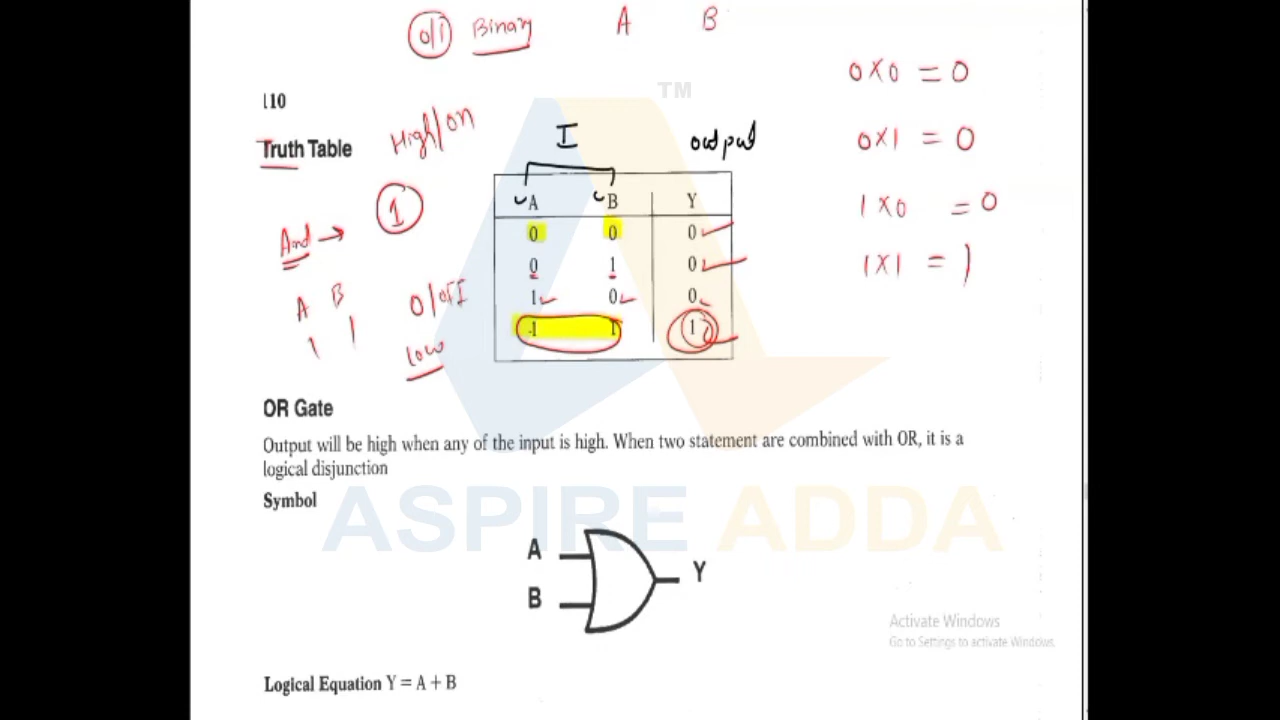 0/1 Binary A B
0 X 0 = 0
110
TM
High/on
Truth Table
I
output
0 X 1 = 0
A B Y
1
1 X 0 = 0
And →
0 0 0
0 1 0
1 X 1 = 1
A B
0/off
1 0 0
1 1
1 1 1
low
OR Gate
Output will be high when any of the input is high. When two statement are combined with OR, it is a
logical disjunction
Symbol
ASPIRE ADDA
A
Y
B
Activate Windows
Go to Settings to activate Windows.
Logical Equation Y = A + B